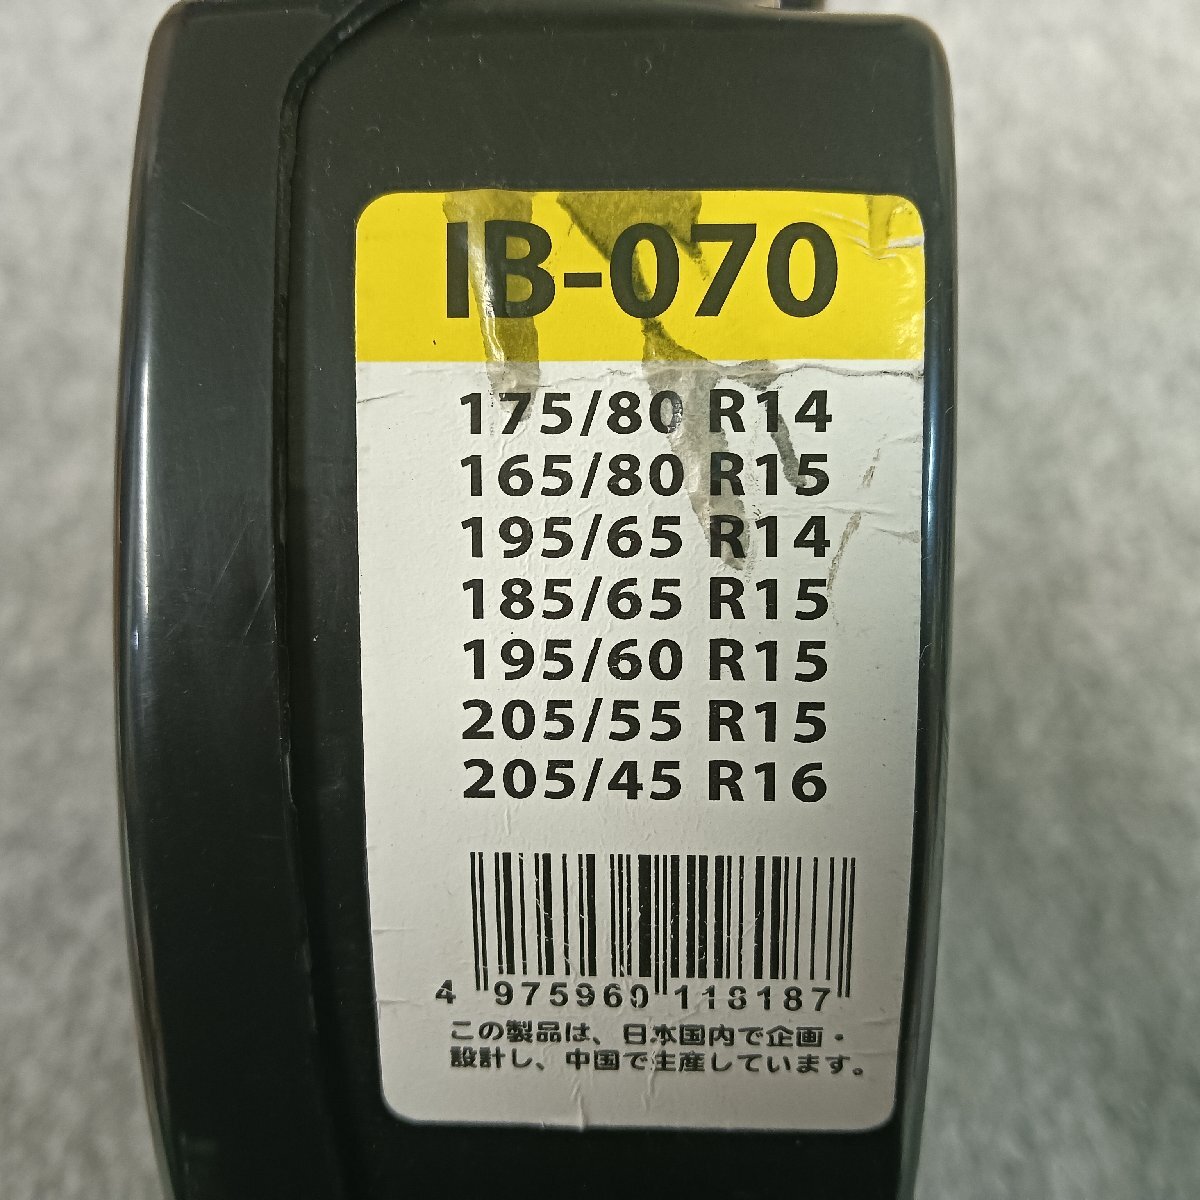 IB-070
175/80 R14
165/80 R15
195/65 R14
185/65 R15
195/60 R15
205/55 R15
205/45 R16
4 975960 118187
この製品は、日本国内で企画・
設計し、中国で生産しています。